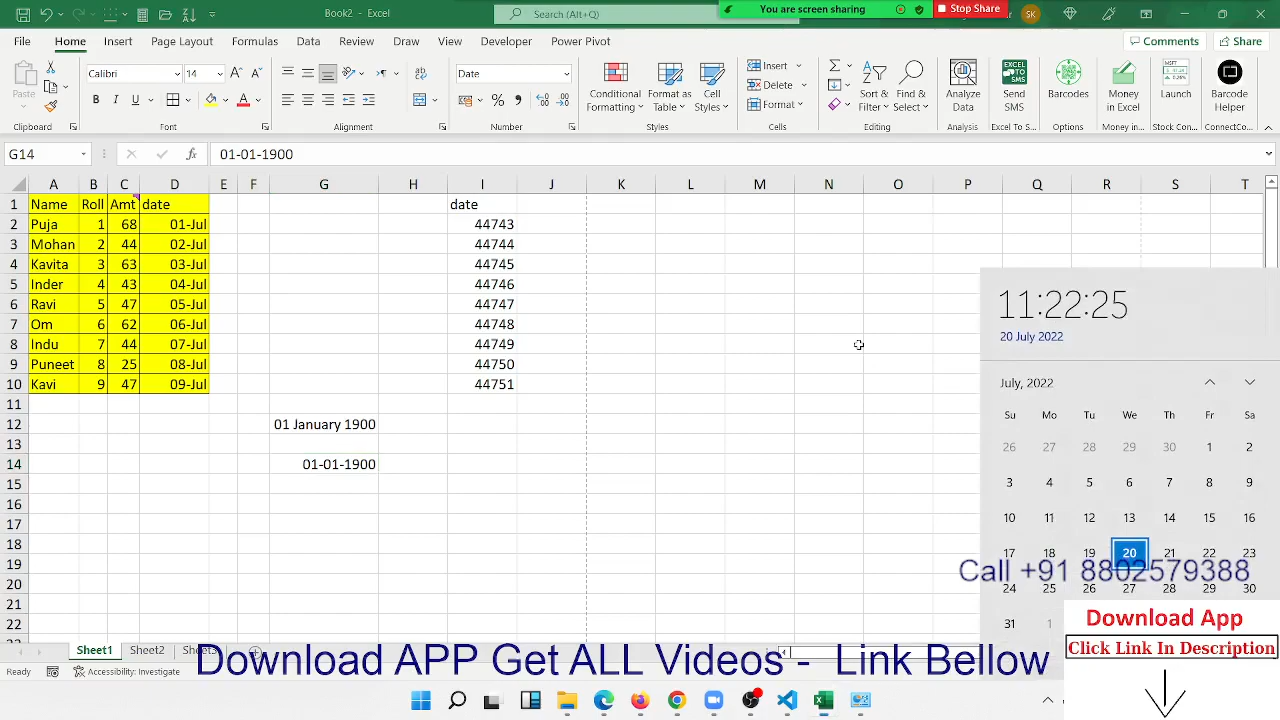 Book2 - Excel
Search (Alt+Q)
You are screen sharing
Stop Share
SK
File Home Insert Page Layout Formulas Data Review Draw View Developer Power Pivot
Comments Share
Paste
Calibri 14
Date
Conditional Formatting
Format as Table
Cell Styles
Insert
Delete
Format
Sort & Filter
Find & Select
Analyze Data
Excel To SMS
Send SMS
Barcodes
Money in Excel
Launch
Barcode Helper
Clipboard Font Alignment Number Styles Cells Editing Analysis Excel To S... Options Money in... Stock Con... ConnectCo...
G14 fx 01-01-1900
A B C D E F G H I J K L M N O P Q R S T
1 Name Roll Amt date date
2 Puja 1 68 01-Jul 44743
3 Mohan 2 44 02-Jul 44744
4 Kavita 3 63 03-Jul 44745
5 Inder 4 43 04-Jul 44746
6 Ravi 5 47 05-Jul 44747
7 Om 6 62 06-Jul 44748
8 Indu 7 44 07-Jul 44749
9 Puneet 8 25 08-Jul 44750
10 Kavi 9 47 09-Jul 44751
11
12 01 January 1900
13
14 01-01-1900
15
16
17
18
19
20
21
22
11:22:25
20 July 2022
July, 2022
Su Mo Tu We Th Fr Sa
26 27 28 29 30 1 2
3 4 5 6 7 8 9
10 11 12 13 14 15 16
17 18 19 20 21 22 23
24 25 26 27 28 29 30
31 1
Call +91 8802579388
Download App
Click Link In Description
Sheet1 Sheet2 Sheet3
Download APP Get ALL Videos - Link Bellow
Ready Accessibility: Investigate